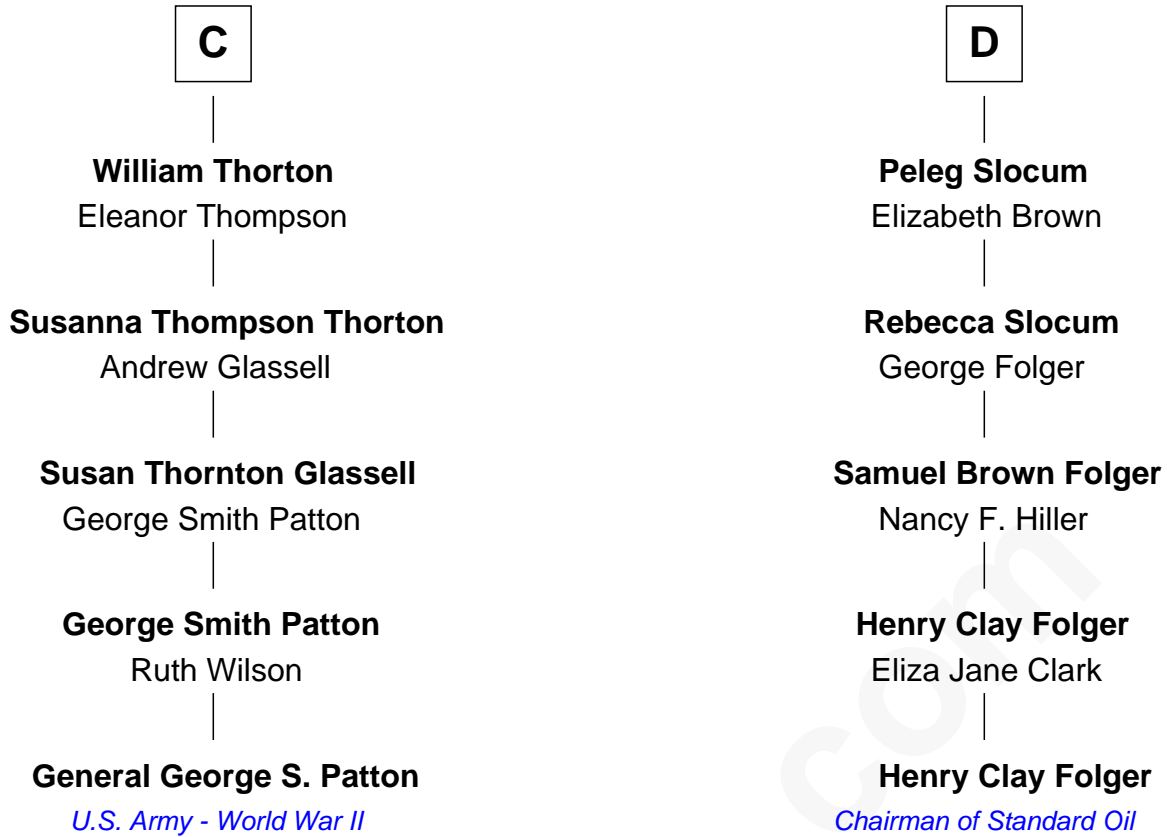 C
William Thorton
Eleanor Thompson
Susanna Thompson Thorton
Andrew Glassell
Susan Thornton Glassell
George Smith Patton
George Smith Patton
Ruth Wilson
General George S. Patton
U.S. Army - World War II
D
Peleg Slocum
Elizabeth Brown
Rebecca Slocum
George Folger
Samuel Brown Folger
Nancy F. Hiller
Henry Clay Folger
Eliza Jane Clark
Henry Clay Folger
Chairman of Standard Oil
com